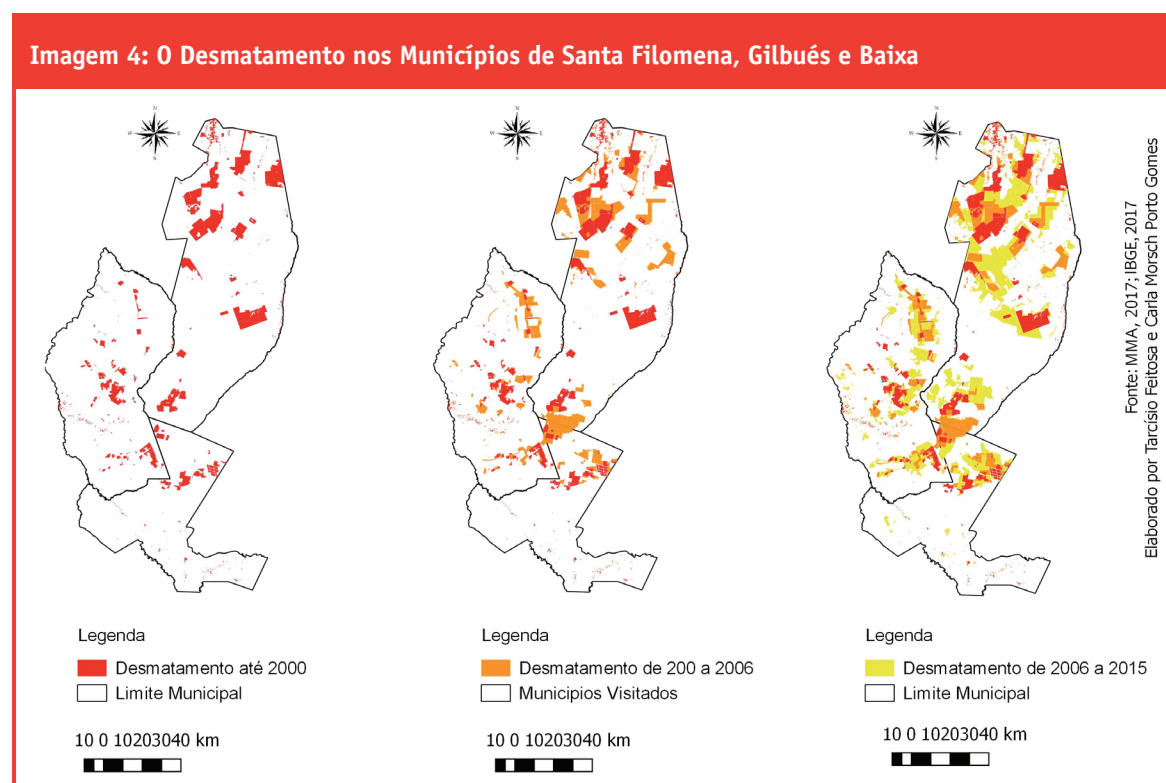 Imagem 4: O Desmatamento nos Municípios de Santa Filomena, Gilbués e Baixa
N
W E
S
N
W E
S
N
W E
S
Fonte: MMA, 2017; IBGE, 2017
Elaborado por Tarcísio Feitosa e Carla Morsch Porto Gomes
Legenda
Desmatamento até 2000
Limite Municipal
10 0 10203040 km
Legenda
Desmatamento de 200 a 2006
Municipios Visitados
10 0 10203040 km
Legenda
Desmatamento de 2006 a 2015
Limite Municipal
10 0 10203040 km